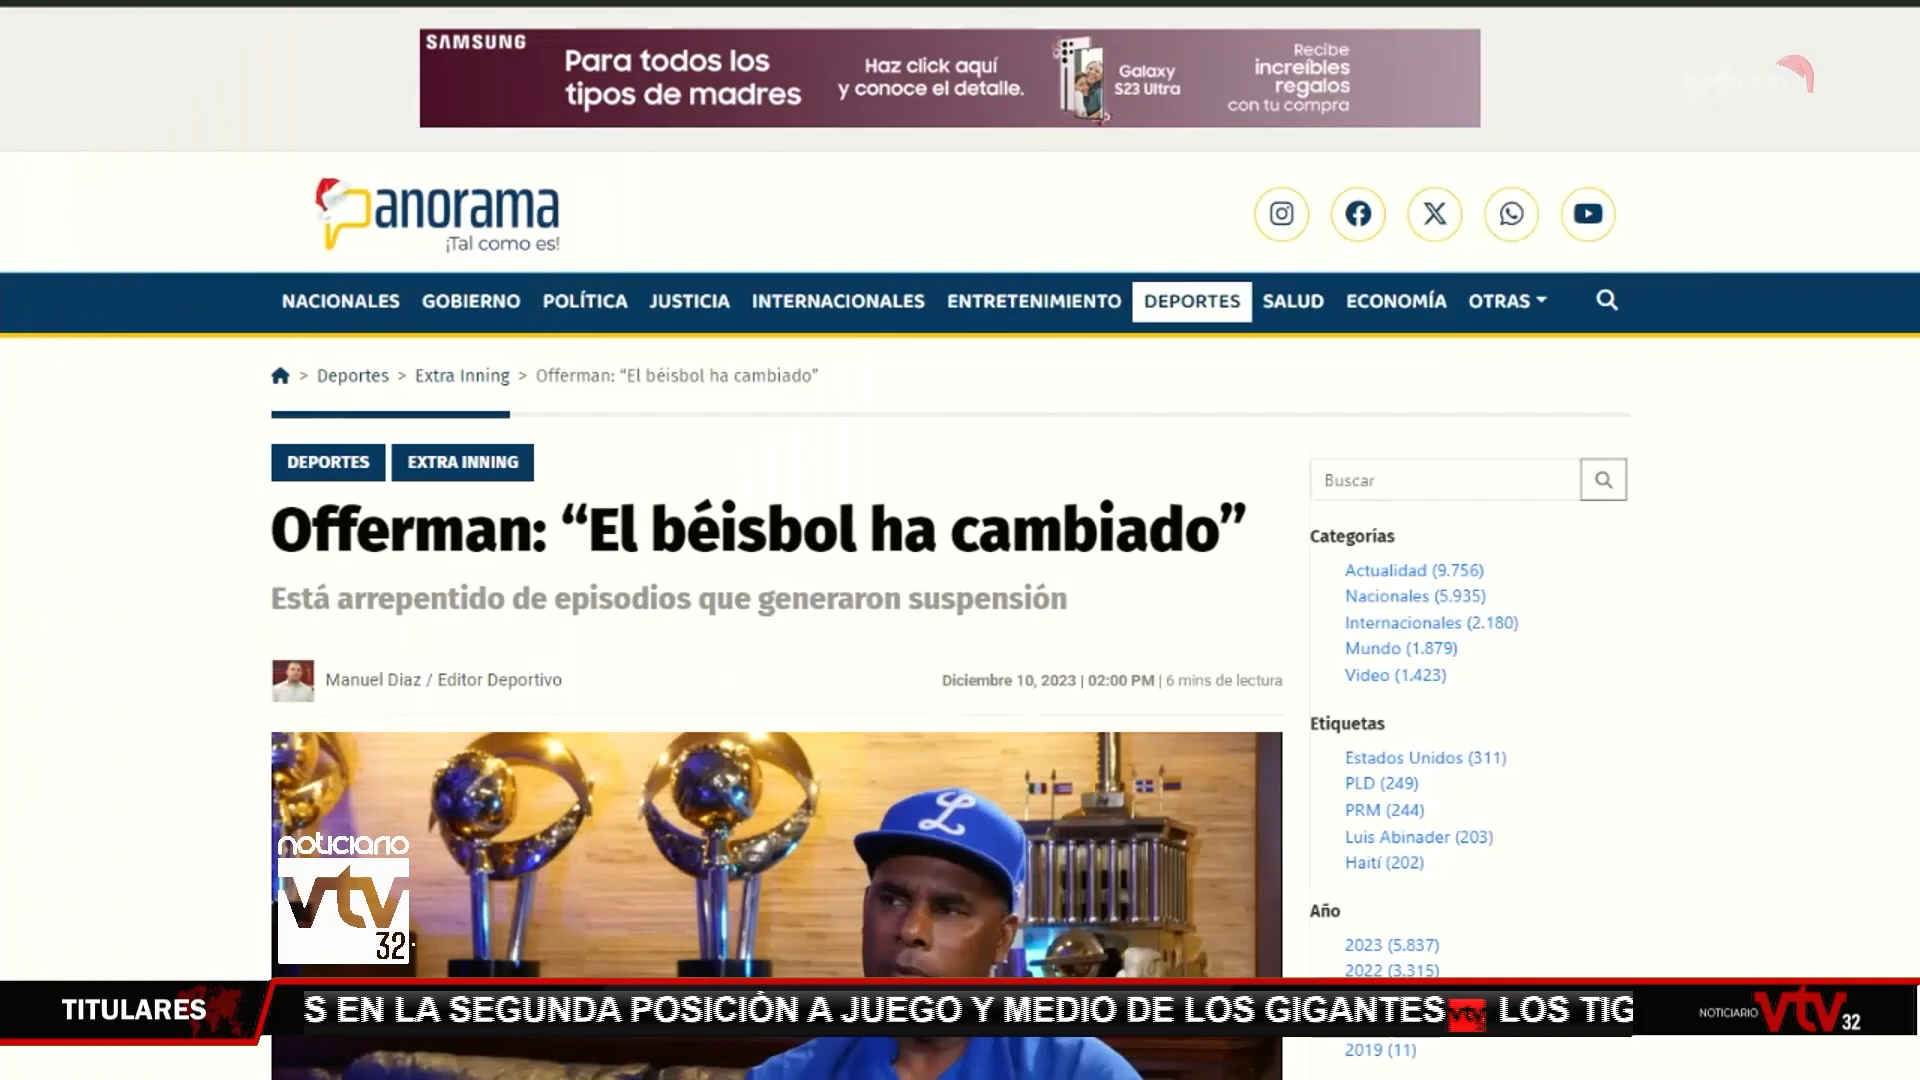 SAMSUNG
Para todos los
tipos de madres
Haz click aquí
y conoce el detalle.
Galaxy
S23 Ultra
Recibe
increíbles
regalos
con tu compra
vtv
anorama
¡Tal como es!
NACIONALES GOBIERNO POLÍTICA JUSTICIA INTERNACIONALES ENTRETENIMIENTO DEPORTES SALUD ECONOMÍA OTRAS
> Deportes > Extra Inning > Offerman: “El béisbol ha cambiado”
DEPORTES EXTRA INNING
Offerman: “El béisbol ha cambiado”
Está arrepentido de episodios que generaron suspensión
Manuel Diaz / Editor Deportivo
Diciembre 10, 2023 | 02:00 PM | 6 mins de lectura
Buscar
Categorías
Actualidad (9.756)
Nacionales (5.935)
Internacionales (2.180)
Mundo (1.879)
Video (1.423)
Etiquetas
Estados Unidos (311)
PLD (249)
PRM (244)
Luis Abinader (203)
Haití (202)
Año
2023 (5.837)
2022 (3.315)
2019 (11)
L
noticiario
vtv
32
TITULARES
S EN LA SEGUNDA POSICIÓN A JUEGO Y MEDIO DE LOS GIGANTES vtv LOS TIG
NOTICIARIO vtv 32